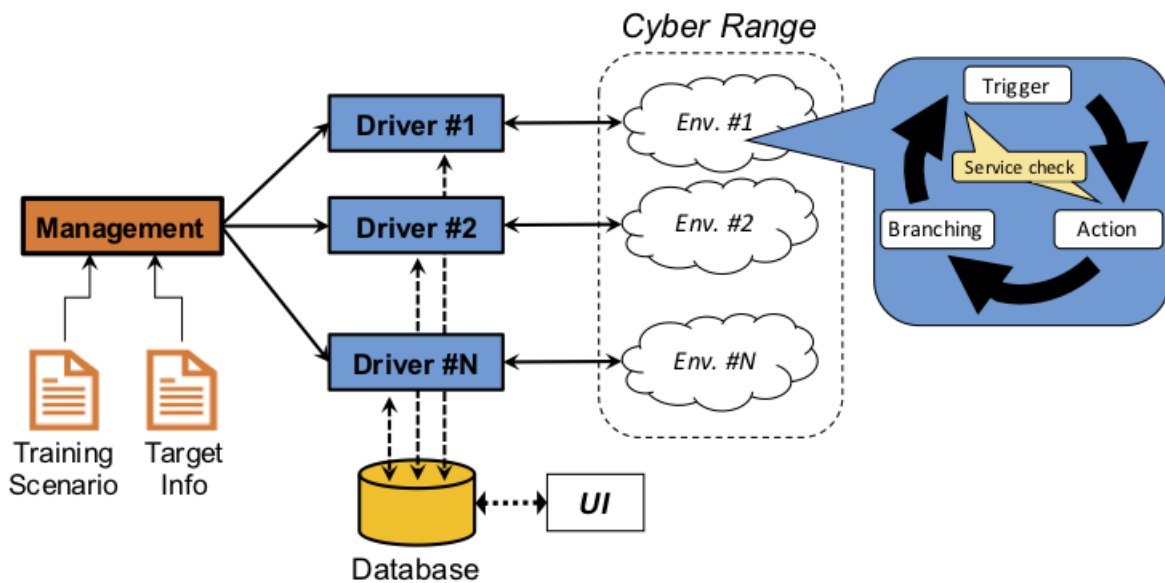 Cyber Range
Driver #1
Env. #1
Trigger
Service check
Management
Driver #2
Env. #2
Branching
Action
Driver #N
Env. #N
Training
Scenario
Target
Info
UI
Database